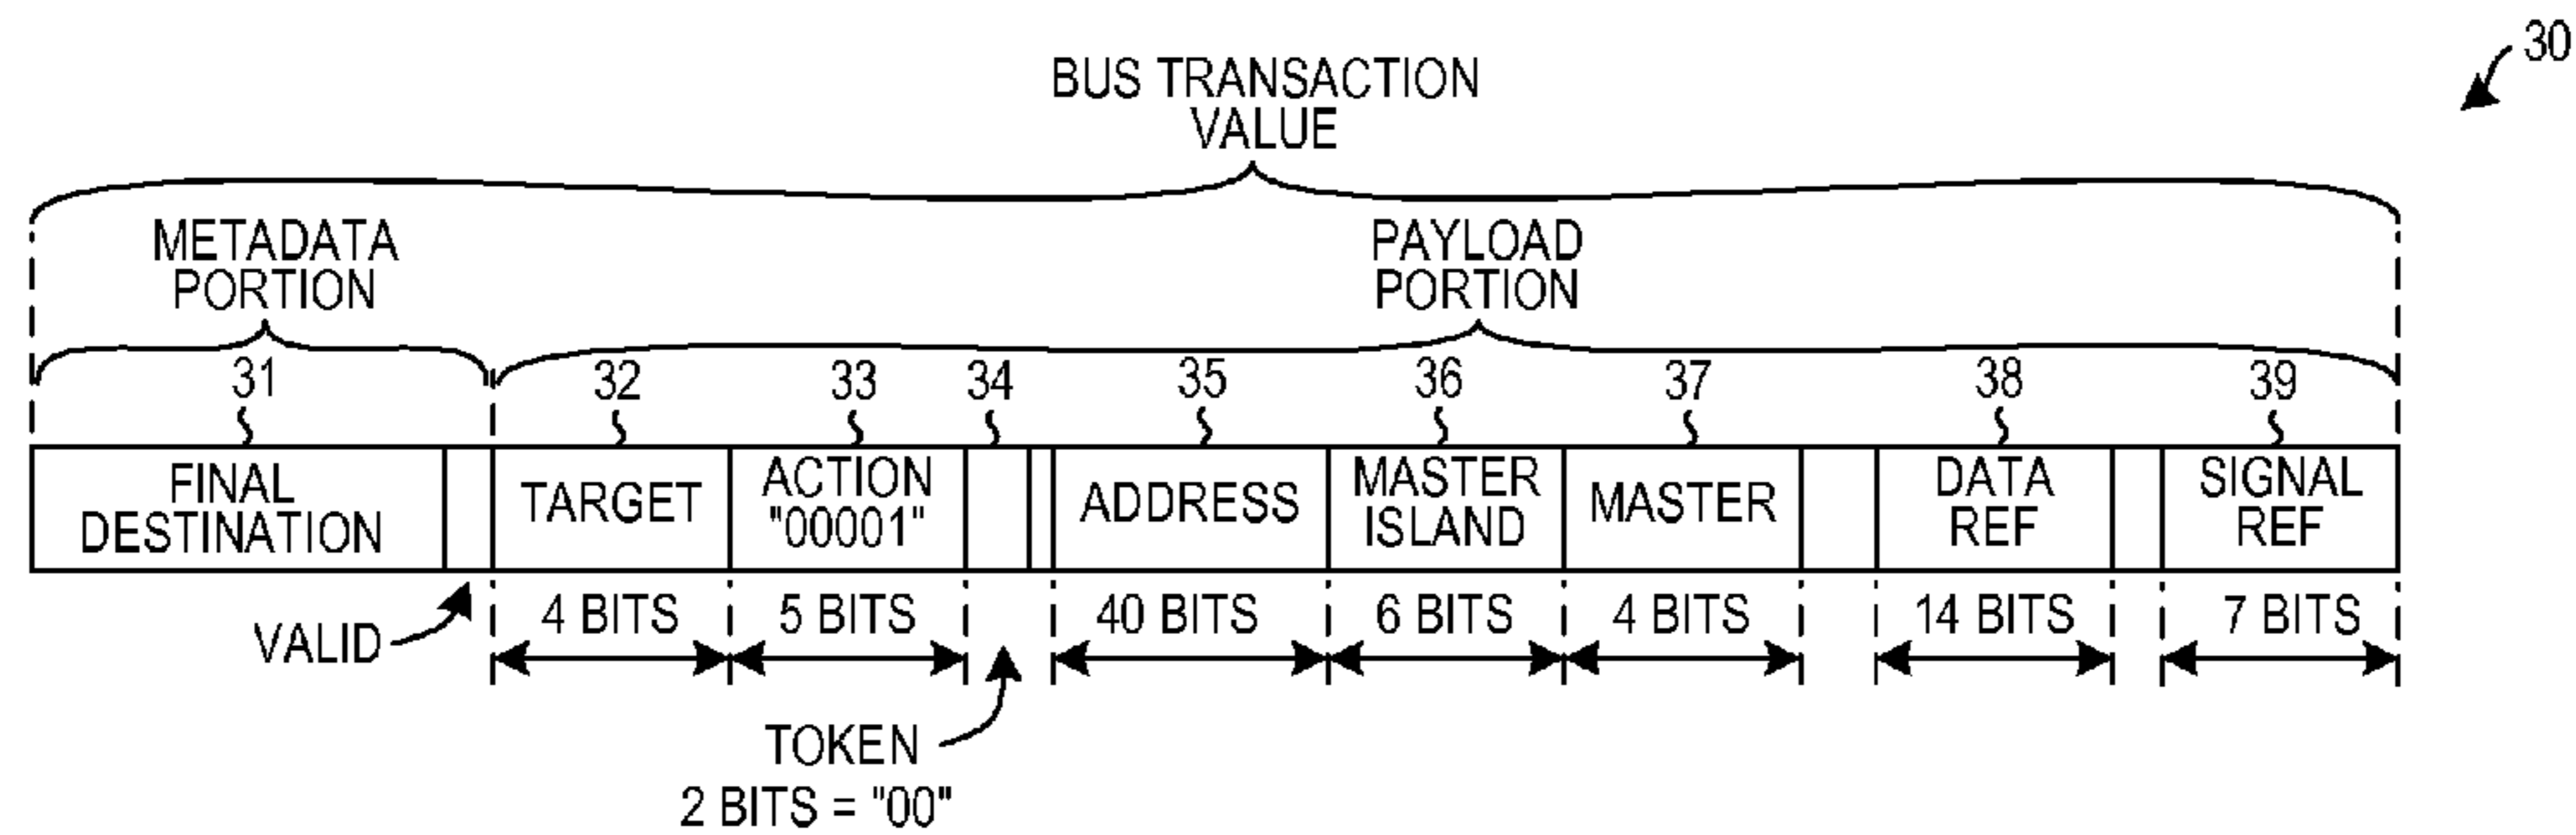 30
BUS TRANSACTION
VALUE
METADATA
PORTION
PAYLOAD
PORTION
31 32 33 34 35 36 37 38 39
FINAL
DESTINATION
TARGET
ACTION
"00001"
ADDRESS
MASTER
ISLAND
MASTER
DATA
REF
SIGNAL
REF
VALID
4 BITS 5 BITS 40 BITS 6 BITS 4 BITS 14 BITS 7 BITS
TOKEN
2 BITS = "00"